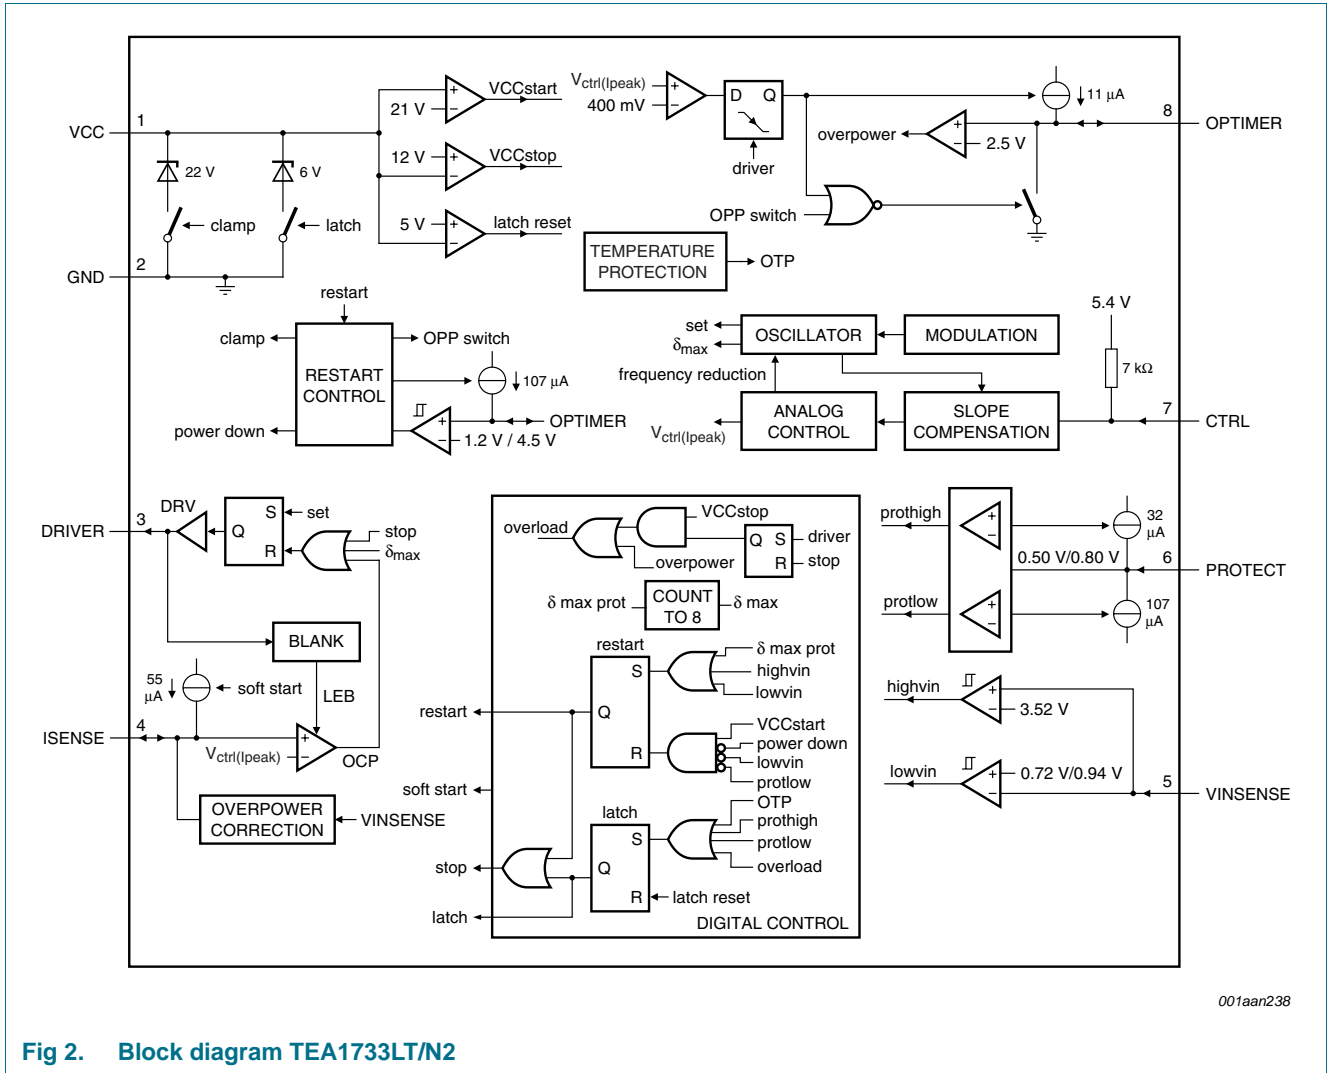 VCC
1
22 V
6 V
clamp
latch
GND
2
21 V
+
−
VCCstart
12 V
+
−
VCCstop
5 V
+
−
latch reset
Vctrl(Ipeak)
400 mV
+
−
D Q
driver
OPP switch
overpower
+
−
2.5 V
11 μA
8
OPTIMER
TEMPERATURE
PROTECTION
OTP
restart
clamp
RESTART
CONTROL
power down
OPP switch
107 μA
OPTIMER
+
−
1.2 V / 4.5 V
set
δmax
OSCILLATOR
MODULATION
frequency reduction
Vctrl(Ipeak)
ANALOG
CONTROL
SLOPE
COMPENSATION
5.4 V
7 kΩ
7
CTRL
DRIVER
3
DRV
Q
S
R
set
stop
δmax
BLANK
LEB
55
μA
soft start
ISENSE
4
Vctrl(Ipeak)
+
−
OCP
OVERPOWER
CORRECTION
VINSENSE
overload
VCCstop
overpower
Q S
R
driver
stop
δ max prot
COUNT
TO 8
δ max
restart
S
Q
R
δ max prot
highvin
lowvin
VCCstart
power down
lowvin
protlow
restart
soft start
latch
S
Q
R
OTP
prothigh
protlow
overload
latch reset
stop
latch
DIGITAL CONTROL
prothigh
+
−
protlow
+
−
0.50 V/0.80 V
32
μA
107
μA
6
PROTECT
highvin
+
−
3.52 V
lowvin
+
−
0.72 V/0.94 V
5
VINSENSE
001aan238
Fig 2. Block diagram TEA1733LT/N2